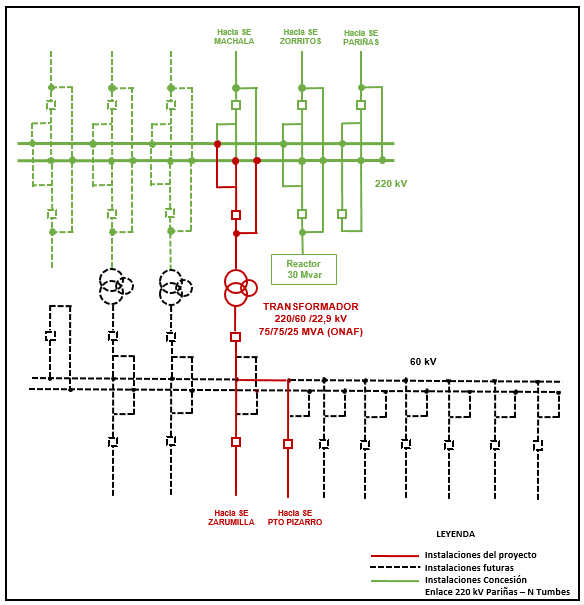 Hacia SE
MACHALA
Hacia SE
ZORRITOS
Hacia SE
PARIÑAS
220 kV
Reactor
30 Mvar
TRANSFORMADOR
220/60 /22,9 kV
75/75/25 MVA (ONAF)
60 kV
Hacia SE
ZARUMILLA
Hacia SE
PTO PIZARRO
LEYENDA
Instalaciones del proyecto
Instalaciones futuras
Instalaciones Concesión
Enlace 220 kV Pariñas – N Tumbes